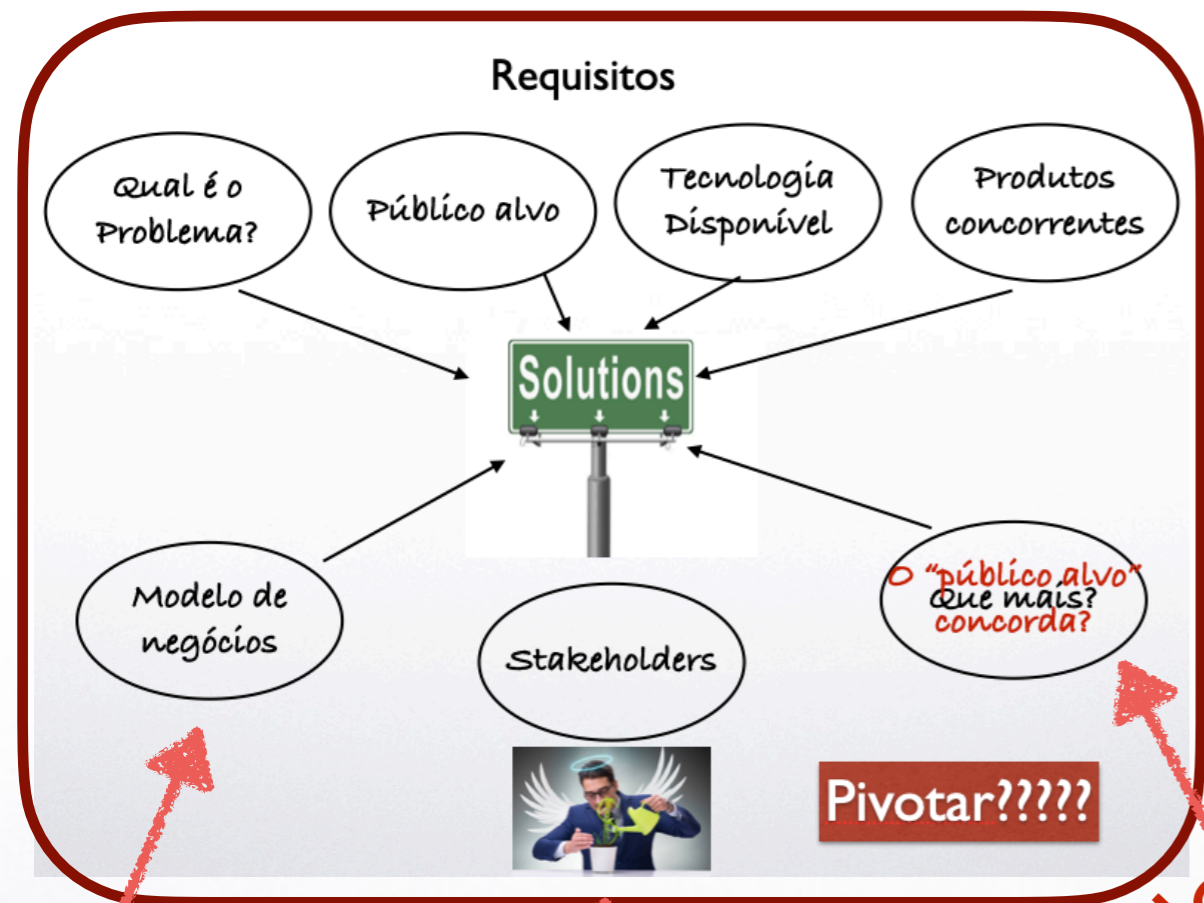 Requisitos
Qual é o
Problema?
Público alvo
Tecnología
Disponível
Produtos
concorrentes
Solutions
Modelo de
negócios
Stakeholders
O "público alvo"
Que mais?
concorda?
Pivotar?????